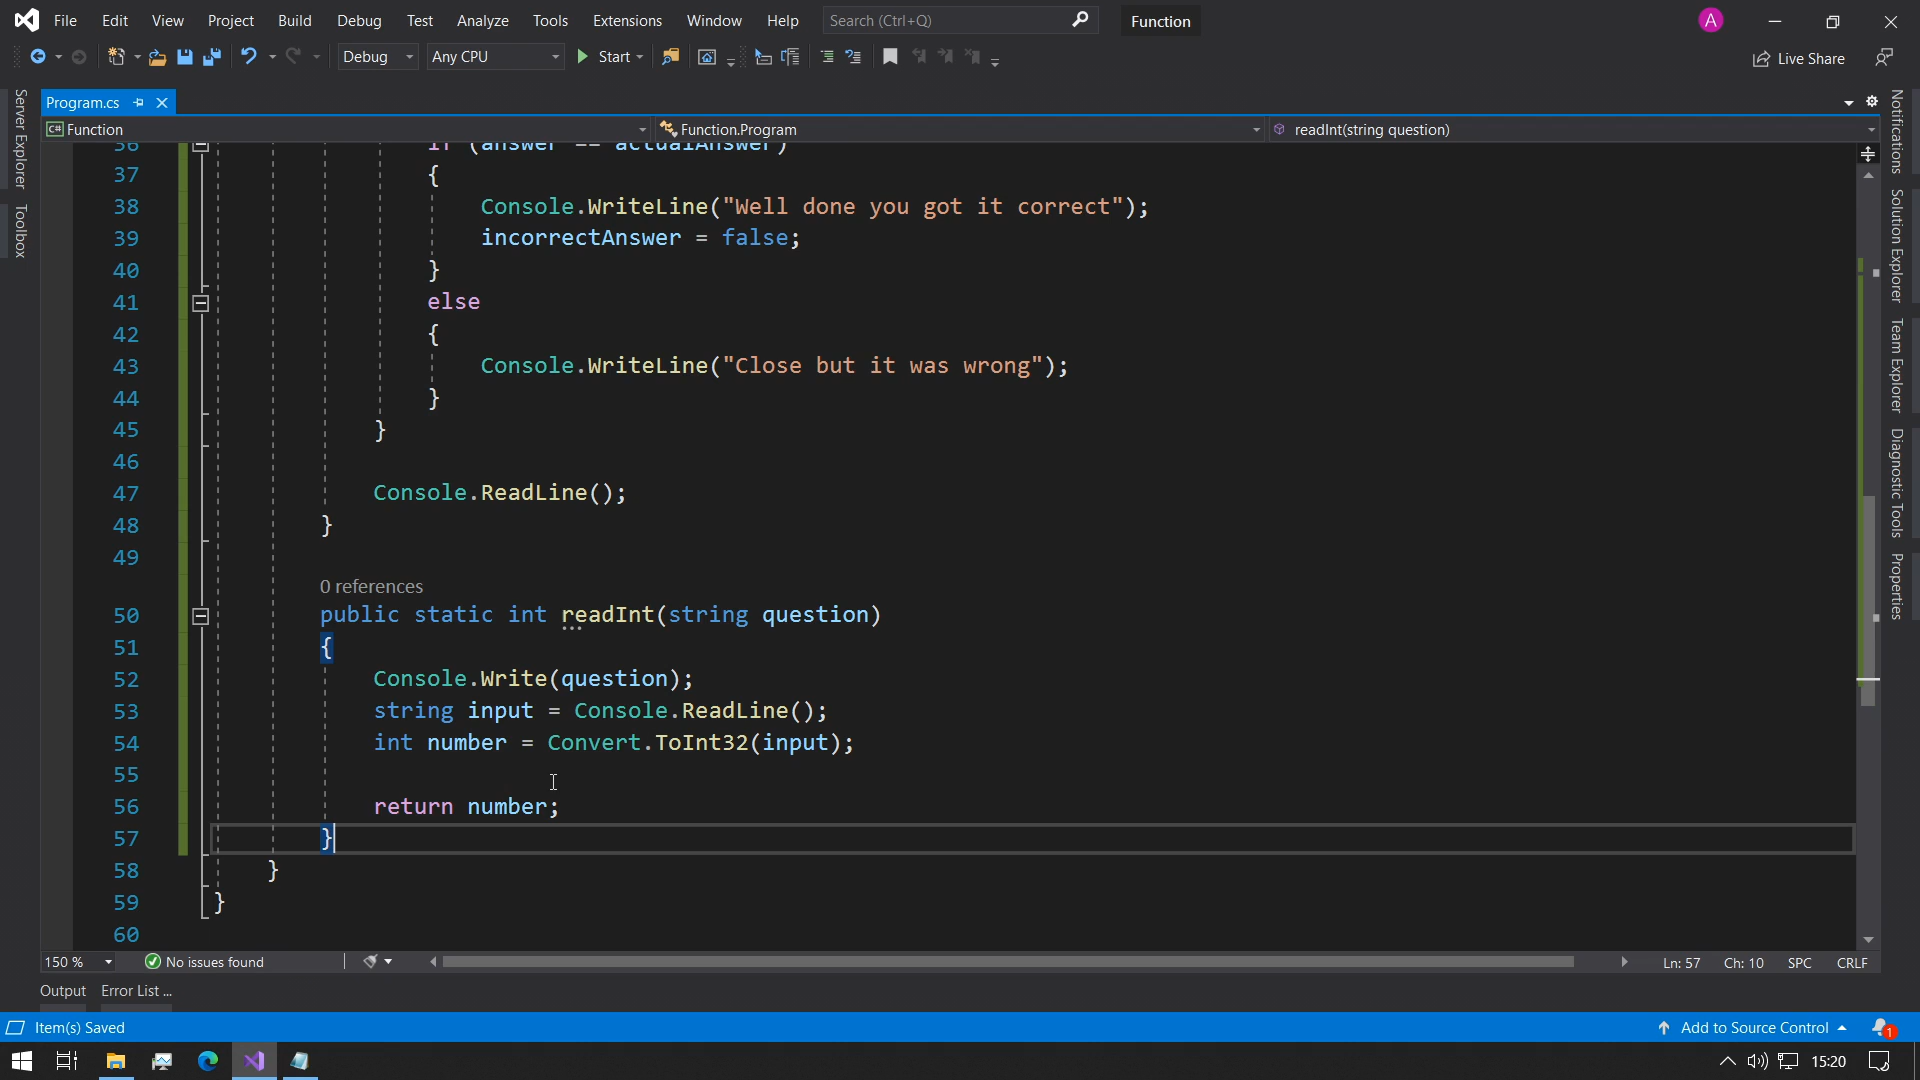 File Edit View Project Build Debug Test Analyze Tools Extensions Window Help Search (Ctrl+Q) Function
Debug Any CPU Start Live Share
Server Explorer
Toolbox
Program.cs
Function Function.Program readInt(string question)
36 if (answer == actualAnswer)
37 {
38 Console.WriteLine("Well done you got it correct");
39 incorrectAnswer = false;
40 }
41 else
42 {
43 Console.WriteLine("Close but it was wrong");
44 }
45 }
46
47 Console.ReadLine();
48 }
49
0 references
50 public static int readInt(string question)
51 {
52 Console.Write(question);
53 string input = Console.ReadLine();
54 int number = Convert.ToInt32(input);
55
56 return number;
57 }
58 }
59 }
60
Notifications
Solution Explorer
Team Explorer
Diagnostic Tools
Properties
150 % No issues found Ln: 57 Ch: 10 SPC CRLF
Output Error List ...
Item(s) Saved Add to Source Control 1
15:20
A